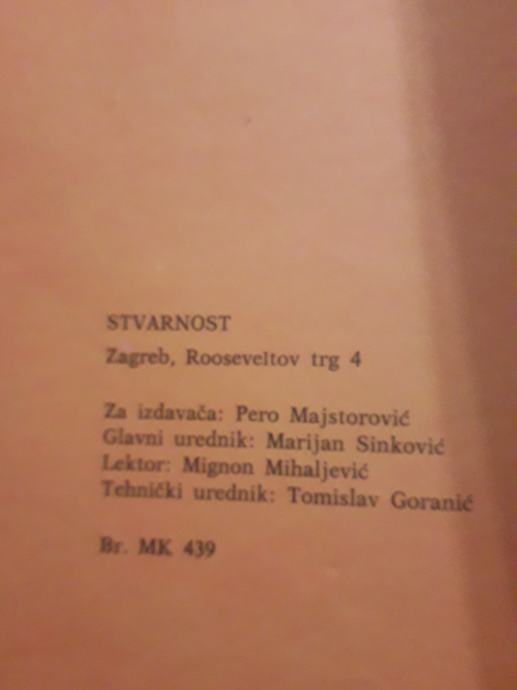 STVARNOST
Zagreb, Rooseveltov trg 4
Za izdavača: Pero Majstorović
Glavni urednik: Marijan Sinković
Lektor: Mignon Mihaljević
Tehnički urednik: Tomislav Goranić
Br. MK 439